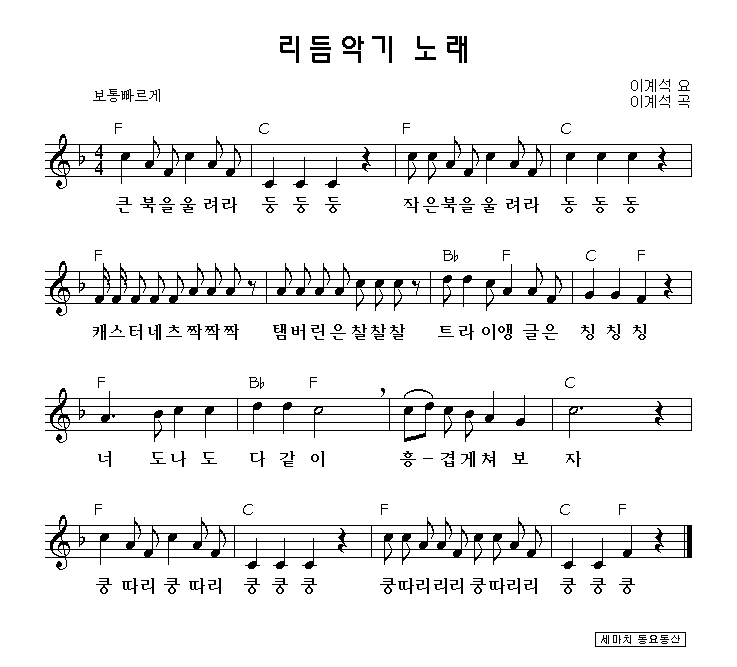 리듬악기 노래
보통빠르게
이계석 요
이계석 곡
F C F C
큰 북을울 려라 둥 둥 둥 작은북을울 려라 동 동 동
F B♭ F C F
캐스터네츠짝짝짝 탬버린은찰찰찰 트라이앵 글은 칭 칭 칭
F B♭ F C
너 도나도 다같 이 흥-겹게쳐 보 자
F C F C F
쿵 따리 쿵 따리 쿵 쿵 쿵 쿵따리리리 쿵따리리 쿵 쿵 쿵
세마치 동요동산